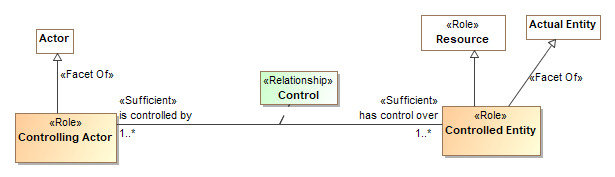 Actor
«Facet Of»
«Role»
Controlling Actor
«Sufficient»
is controlled by
1..*
«Relationship»
Control
«Sufficient»
has control over
1..*
«Role»
Resource
Actual Entity
«Facet Of»
«Role»
Controlled Entity